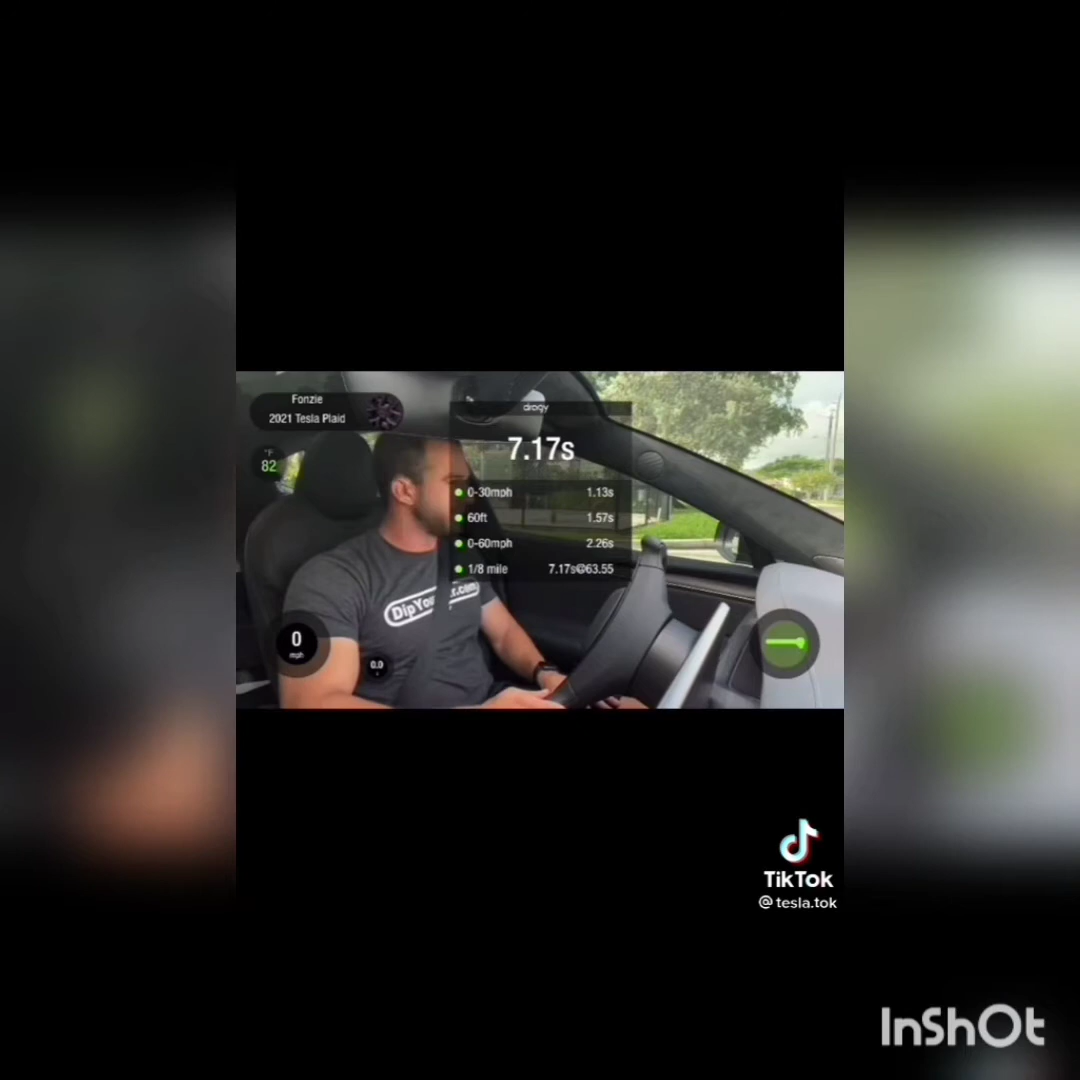 Fonzie
2021 Tesla Plaid
°F
82
dragy
7.17s
0-30mph 1.13s
60ft 1.57s
0-60mph 2.26s
1/8 mile 7.17s@63.55
0
mph
0.0
TikTok
@tesla.tok
InShOt